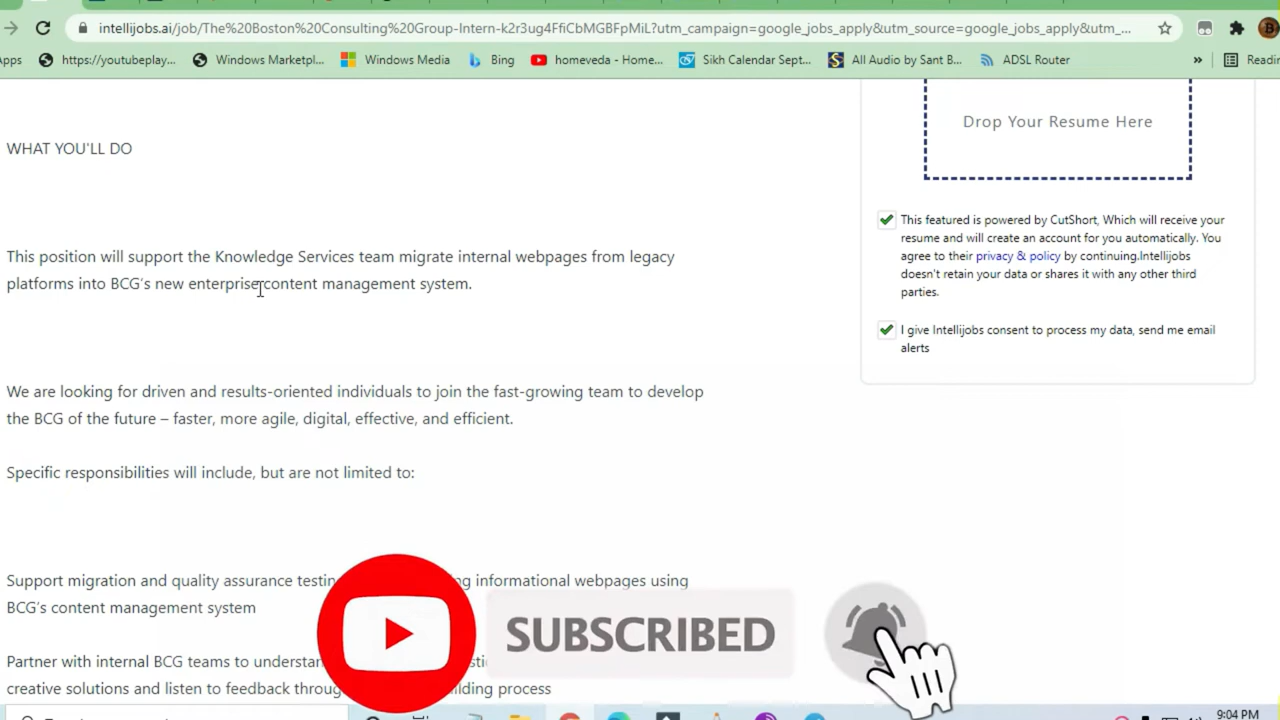 intellijobs.ai/job/The%20Boston%20Consulting%20Group-Intern-k2r3ug4FfiCbMGBFpMiL?utm_campaign=google_jobs_apply&utm_source=google_jobs_apply&utm_...
Apps https://youtubeplay... Windows Marketpl... Windows Media Bing homeveda - Home... Sikh Calendar Sept... All Audio by Sant B... ADSL Router »
Drop Your Resume Here
WHAT YOU'LL DO
This featured is powered by CutShort, Which will receive your
resume and will create an account for you automatically. You
agree to their privacy & policy by continuing.Intellijobs
doesn't retain your data or shares it with any other third
parties.
I give Intellijobs consent to process my data, send me email
alerts
This position will support the Knowledge Services team migrate internal webpages from legacy
platforms into BCG's new enterprise content management system.
We are looking for driven and results-oriented individuals to join the fast-growing team to develop
the BCG of the future – faster, more agile, digital, effective, and efficient.
Specific responsibilities will include, but are not limited to:
Support migration and quality assurance informational webpages using
BCG's content management system
Partner with internal BCG teams to
creative solutions and listen to feedback process
SUBSCRIBED
9:04 PM